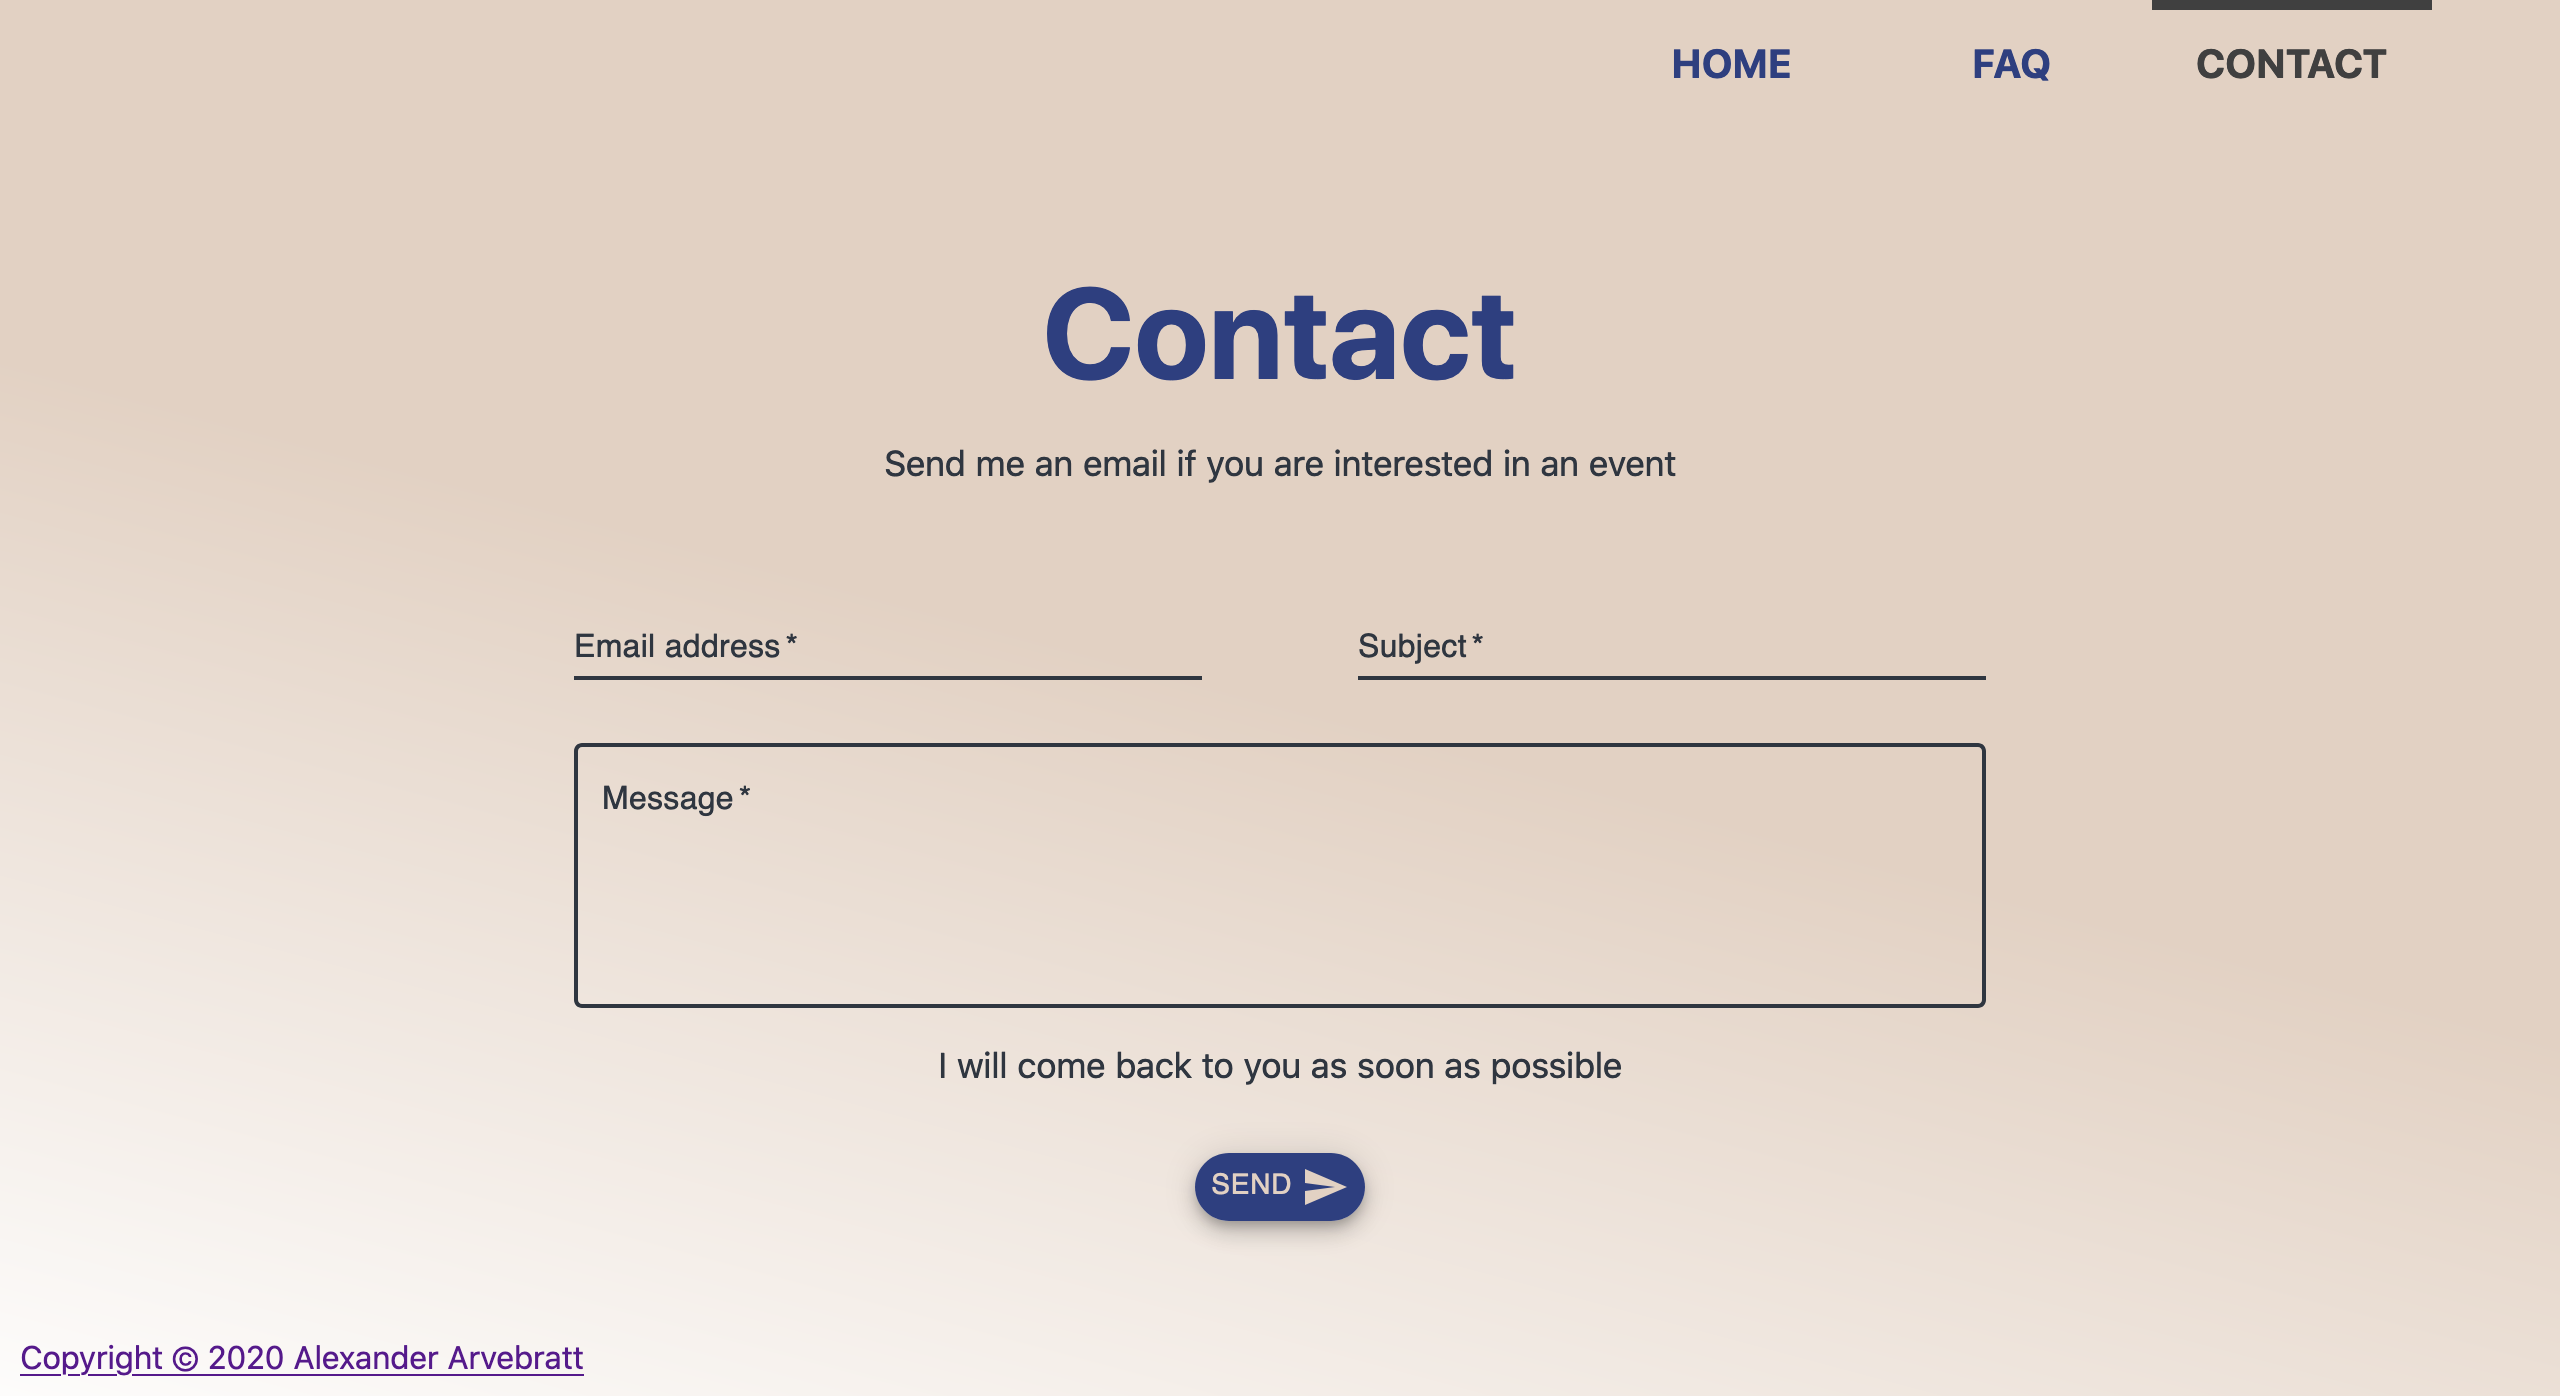 HOME FAQ CONTACT
Contact
Send me an email if you are interested in an event
Email address * Subject *
Message *
I will come back to you as soon as possible
SEND
Copyright © 2020 Alexander Arvebratt